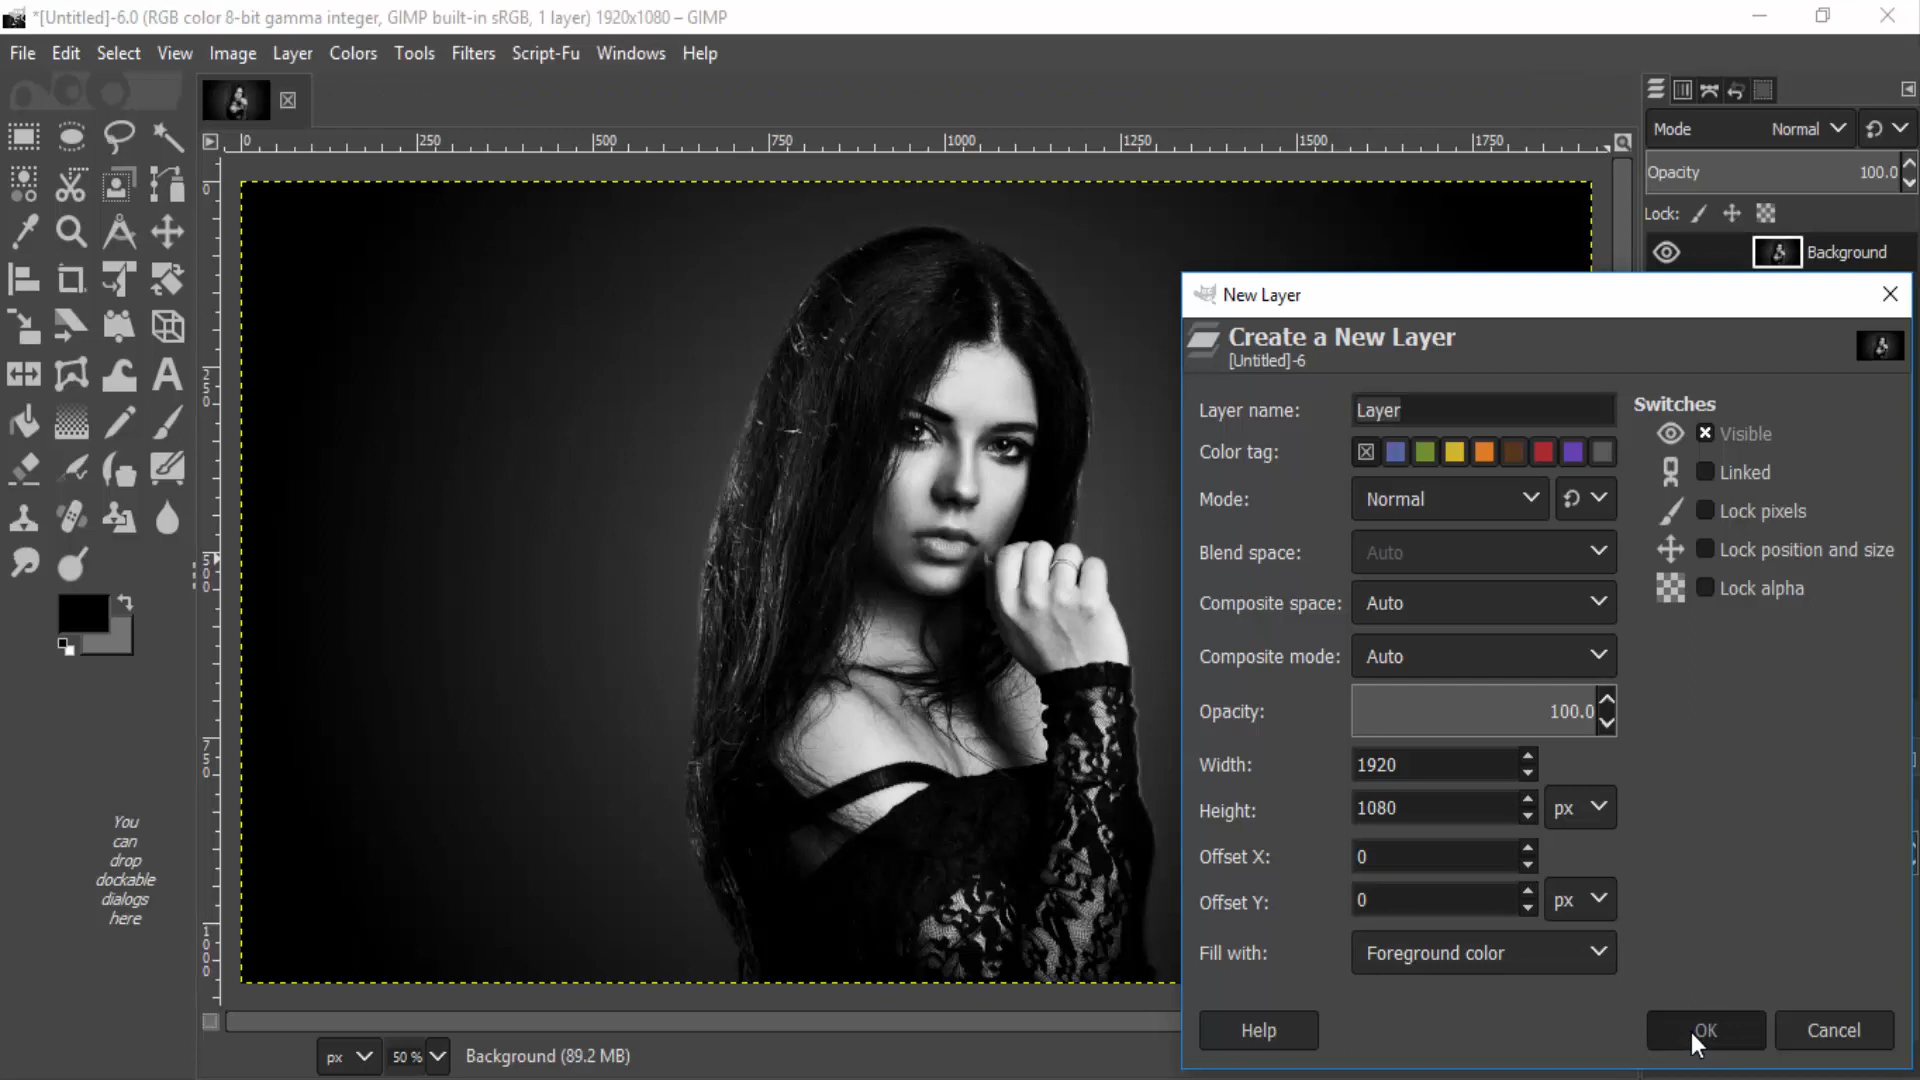 *[Untitled]-6.0 (RGB color 8-bit gamma integer, GIMP built-in sRGB, 1 layer) 1920x1080 – GIMP
File Edit Select View Image Layer Colors Tools Filters Script-Fu Windows Help
0 250 500 750 1000 1250 1500 1750
Mode Normal
Opacity 100.0
Lock:
Background
0
250
500
750
1000
New Layer
Create a New Layer
[Untitled]-6
Layer name: Layer
Color tag:
Mode: Normal
Blend space: Auto
Composite space: Auto
Composite mode: Auto
Opacity: 100.0
Width: 1920
Height: 1080 px
Offset X: 0
Offset Y: 0 px
Fill with: Foreground color
Switches
Visible
Linked
Lock pixels
Lock position and size
Lock alpha
Help OK Cancel
You
can
drop
dockable
dialogs
here
px 50 % Background (89.2 MB)